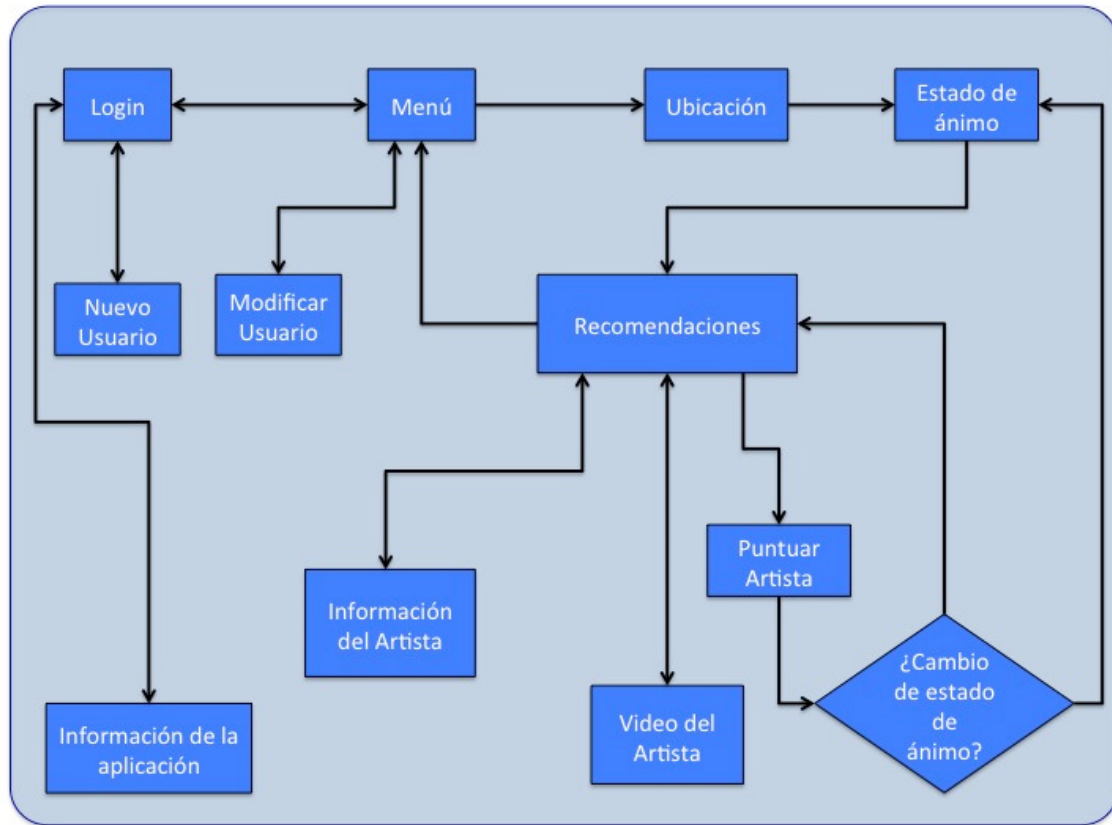 Login
Menú
Ubicación
Estado de
ánimo
Nuevo
Usuario
Modificar
Usuario
Recomendaciones
Puntuar
Artista
Información
del Artista
¿Cambio
de estado
de
ánimo?
Video del
Artista
Información de la
aplicación